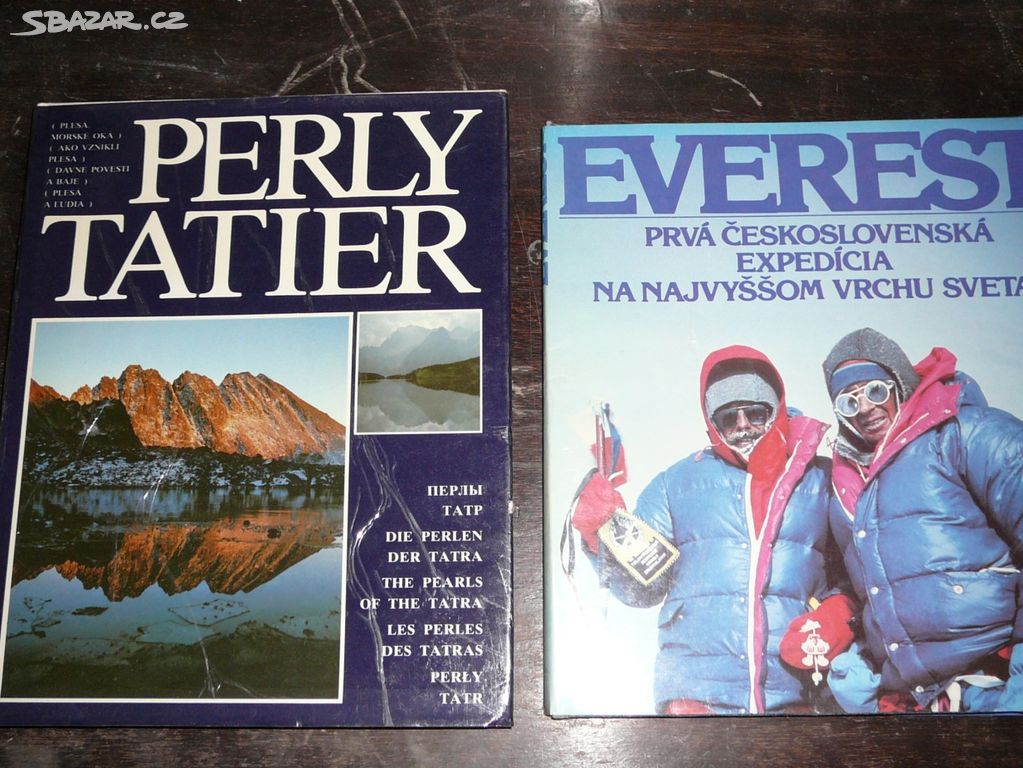 SBAZAR.CZ
( PLESÁ
MORSKÉ OKÁ )
( AKO VZNIKLI
PLESÁ )
( DÁVNE POVESTI
A BÁJE )
( PLESÁ
A ĽUDIA )
PERLY
TATIER
ПЕРЛЫ
ТАТР
DIE PERLEN
DER TATRA
THE PEARLS
OF THE TATRA
LES PERLES
DES TATRAS
PERŁY
TATR
EVEREST
PRVÁ ČESKOSLOVENSKÁ
EXPEDÍCIA
NA NAJVYŠŠOM VRCHU SVETA